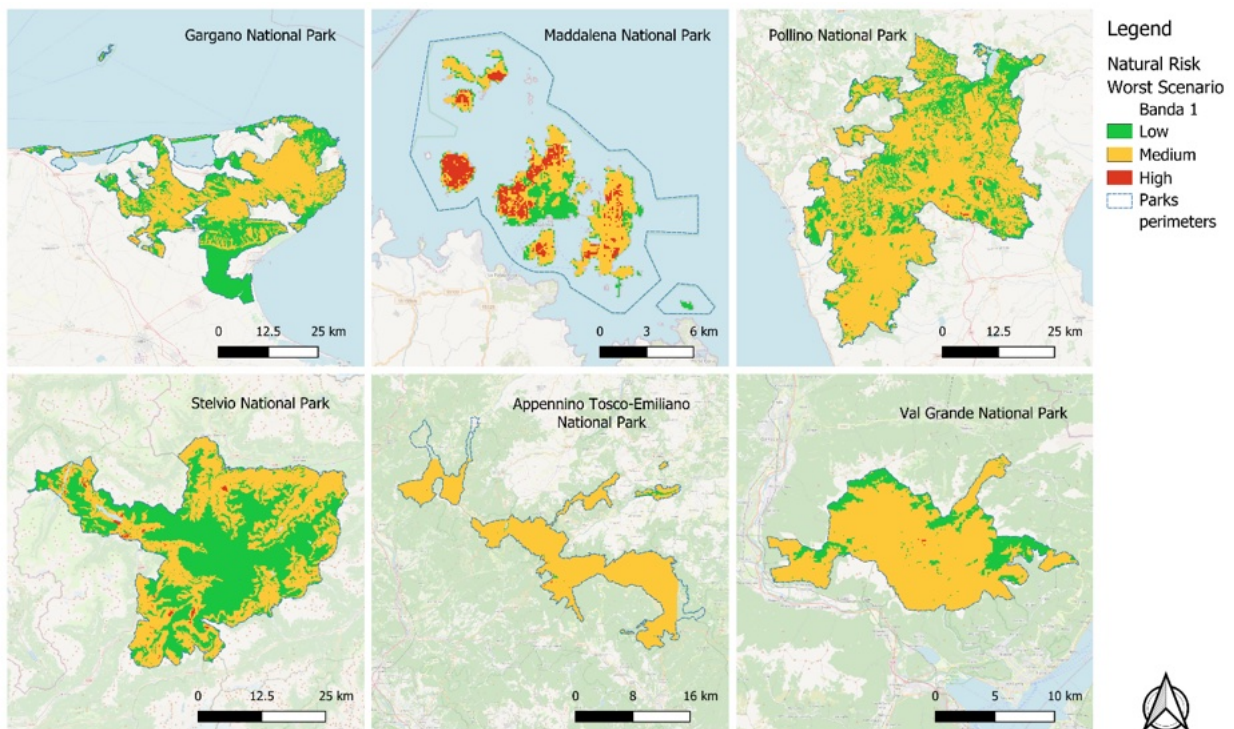 Gargano National Park
0 12.5 25 km
Maddalena National Park
0 3 6 km
Pollino National Park
0 12.5 25 km
Stelvio National Park
0 12.5 25 km
Appennino Tosco-Emiliano
National Park
0 8 16 km
Val Grande National Park
0 5 10 km
Legend
Natural Risk
Worst Scenario
Banda 1
Low
Medium
High
Parks
perimeters